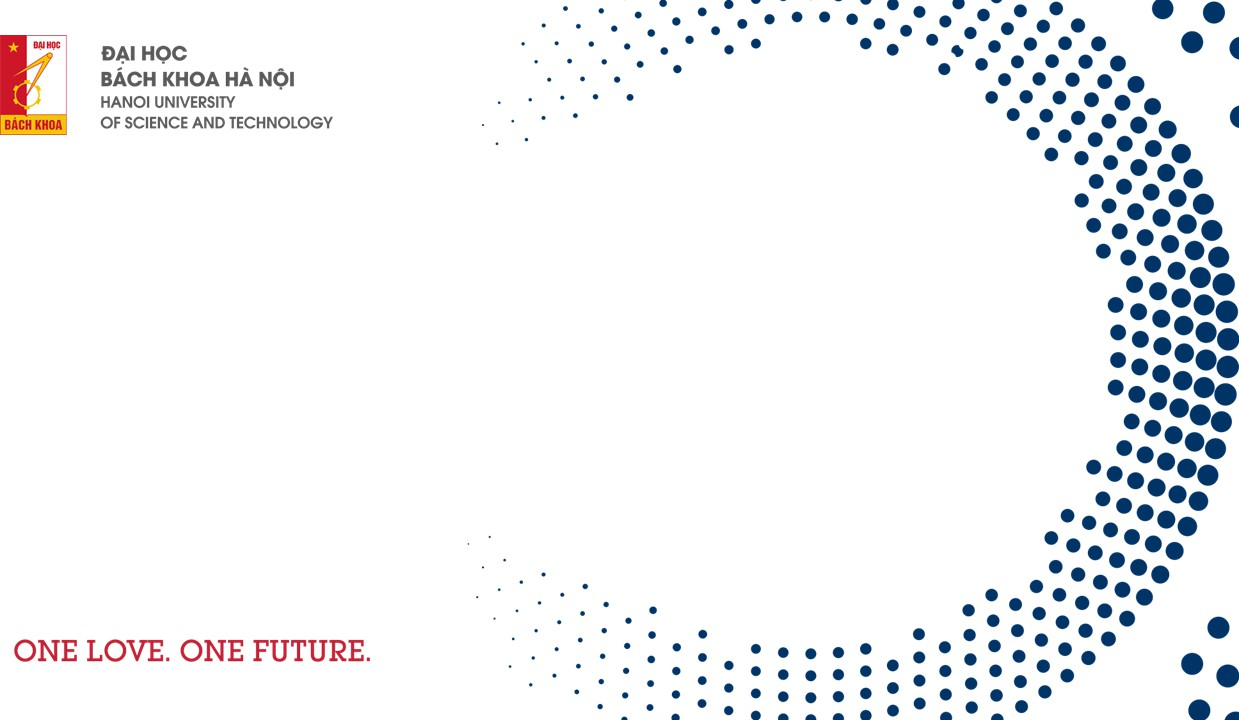 ĐẠI HỌC
BÁCH KHOA
ĐẠI HỌC
BÁCH KHOA HÀ NỘI
HANOI UNIVERSITY
OF SCIENCE AND TECHNOLOGY
ONE LOVE. ONE FUTURE.